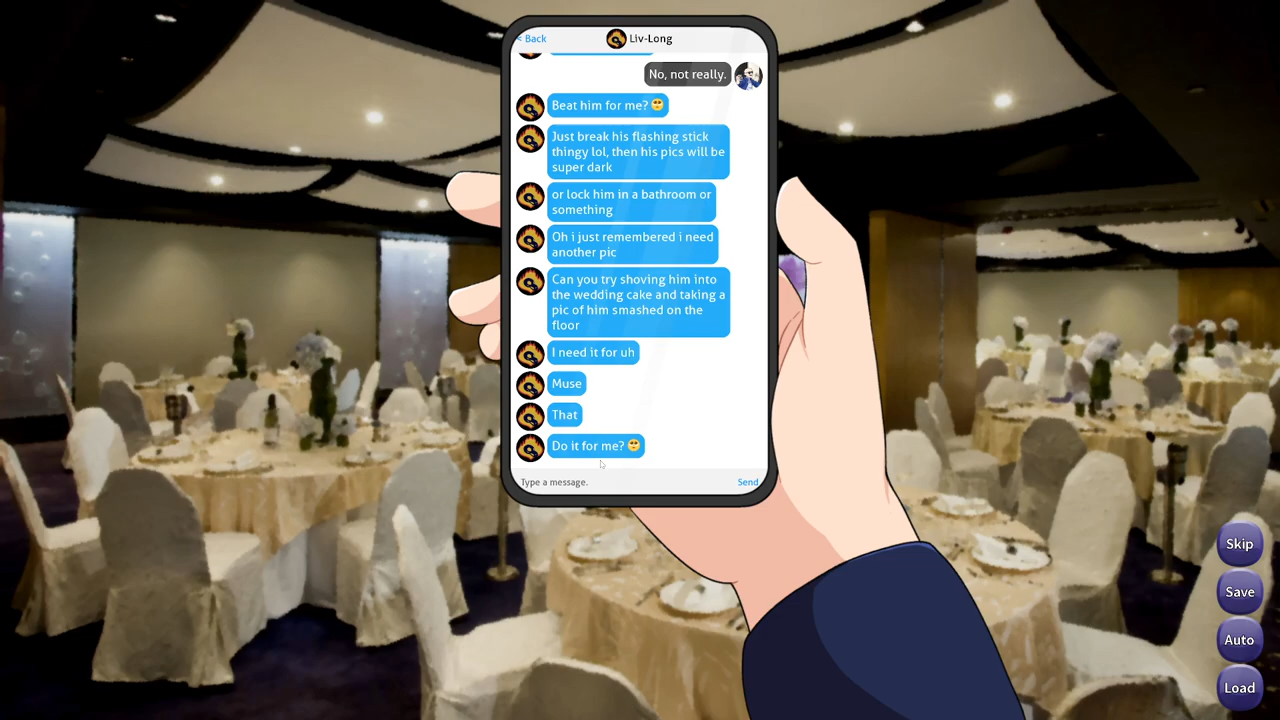 < Back
Liv-Long
No, not really.
Beat him for me? 🥺
Just break his flashing stick
thingy lol, then his pics will be
super dark
or lock him in a bathroom or
something
Oh i just remembered i need
another pic
Can you try shoving him into
the wedding cake and taking a
pic of him smashed on the
floor
I need it for uh
Muse
That
Do it for me? 🥺
Type a message.
Send
Skip
Save
Auto
Load